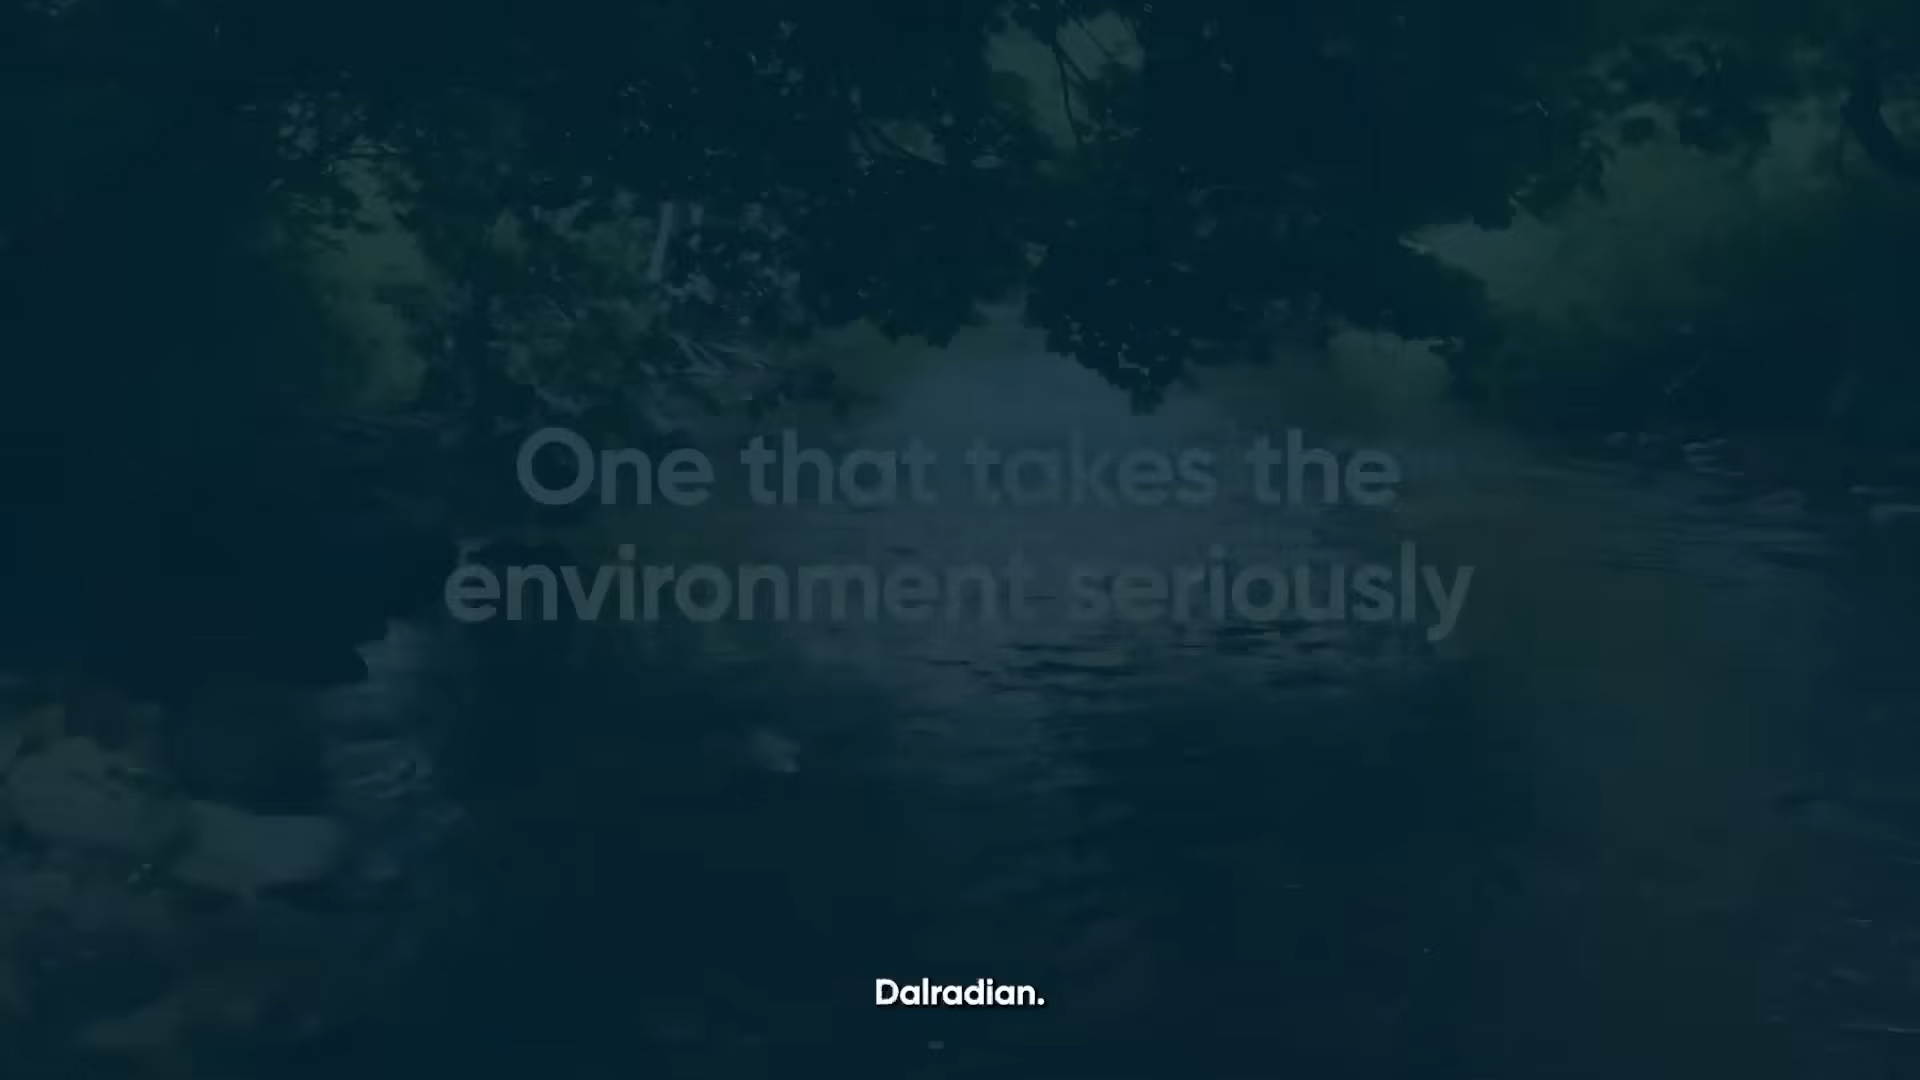 One that takes the
environment seriously
Dalradian.